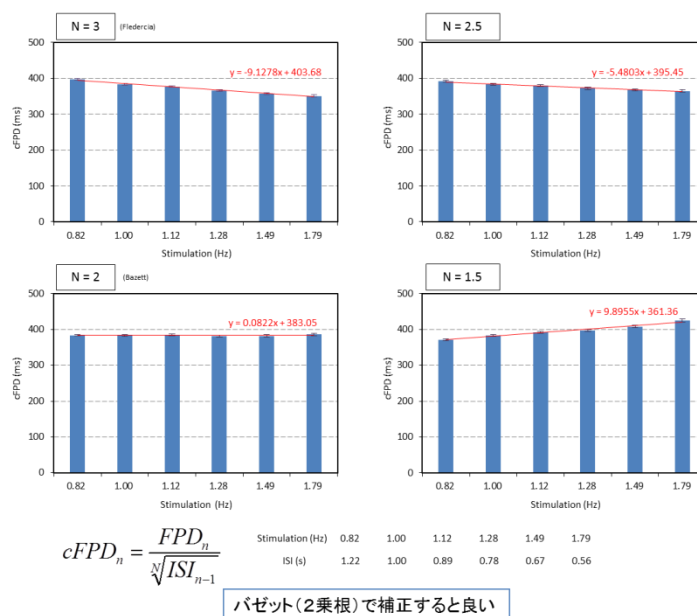 N = 3 (Fledercia)
500
400
300
200
100
0
cFPD (ms)
y = -9.1278x + 403.68
0.82 1.00 1.12 1.28 1.49 1.79
Stimulation (Hz)
N = 2.5
500
400
300
200
100
0
cFPD (ms)
y = -5.4803x + 395.45
0.82 1.00 1.12 1.28 1.49 1.79
Stimulation (Hz)
N = 2 (Bazett)
500
400
300
200
100
0
cFPD (ms)
y = 0.0822x + 383.05
0.82 1.00 1.12 1.28 1.49 1.79
Stimulation (Hz)
N = 1.5
500
400
300
200
100
0
cFPD (ms)
y = 9.8955x + 361.36
0.82 1.00 1.12 1.28 1.49 1.79
Stimulation (Hz)
cFPD_n = FPD_n / ᴺ√ISI_{n-1}
Stimulation (Hz) 0.82 1.00 1.12 1.28 1.49 1.79
ISI (s) 1.22 1.00 0.89 0.78 0.67 0.56
バゼット(2乗根)で補正すると良い